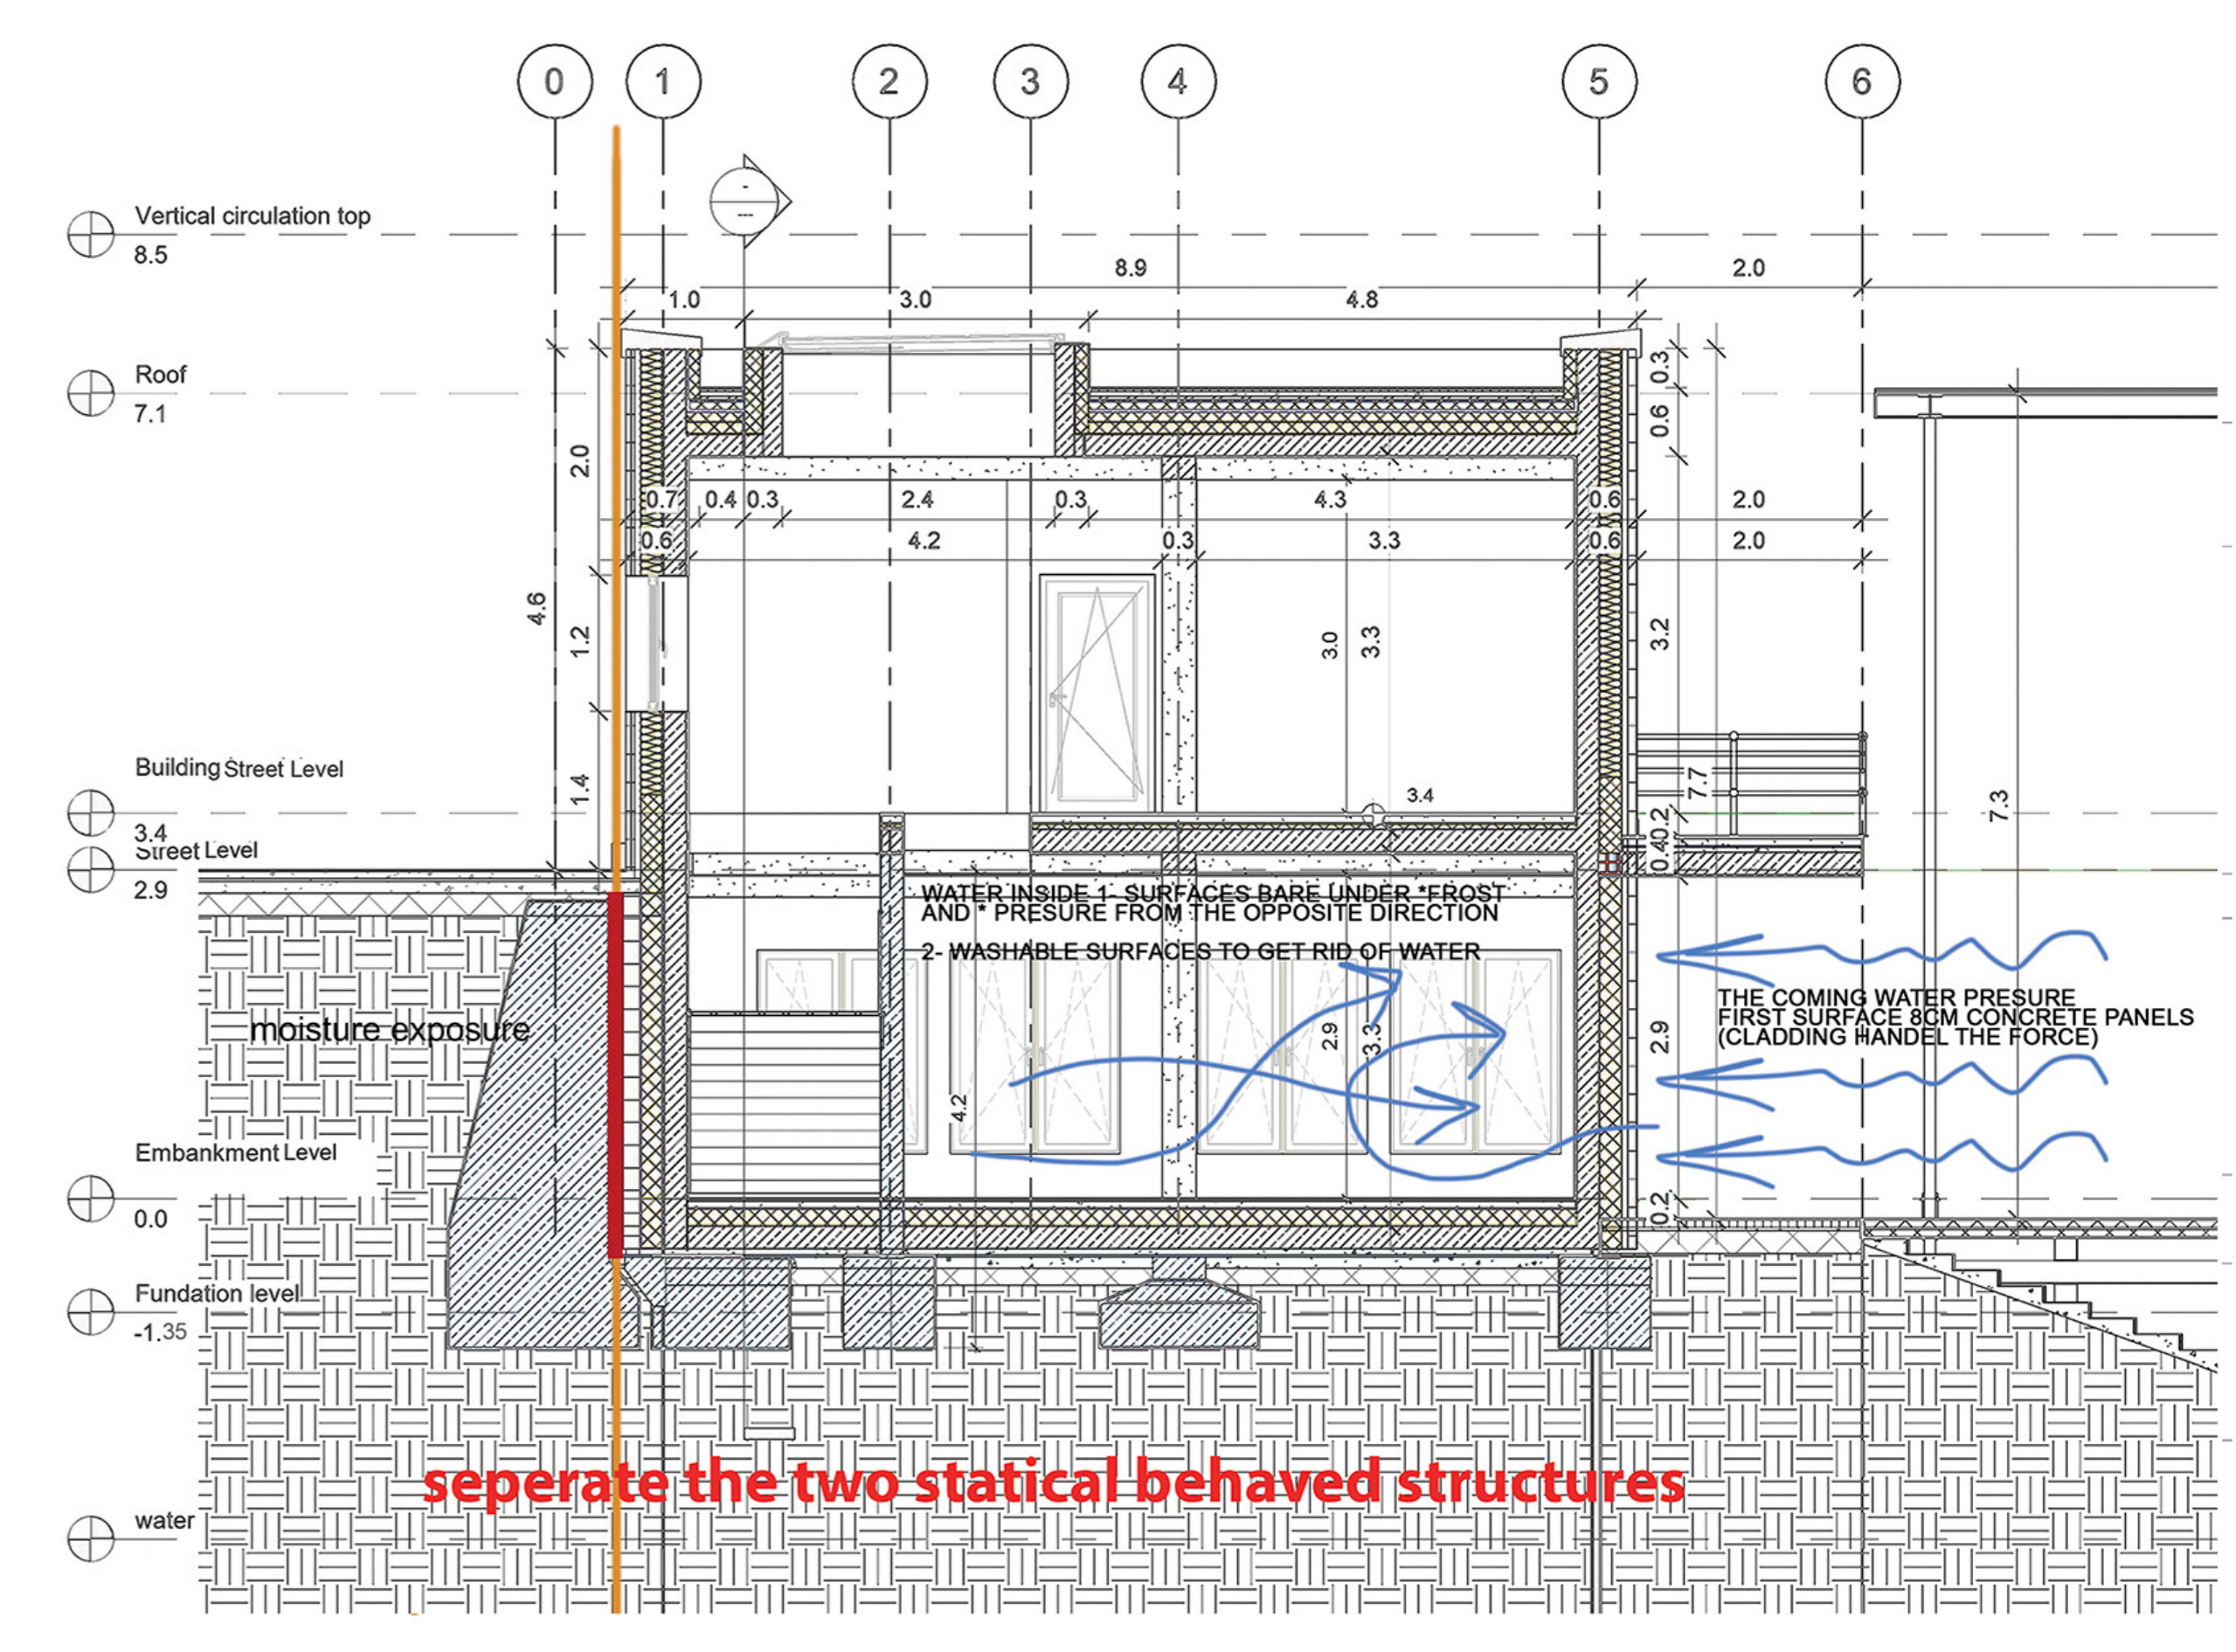 0 1 2 3 4 5 6
-
---
Vertical circulation top
8.5
8.9 2.0
1.0 3.0 4.8
Roof
7.1
0.3
0.6
2.0
0.7 0.4 0.3 2.4 0.3 4.3 0.6 2.0
0.6 4.2 0.3 3.3 0.6 2.0
4.6
1.2
3.0
3.3
3.2
Building Street Level
3.4
1.4
3.4
7.7
7.3
0.2
0.4
Street Level
2.9
WATER INSIDE 1- SURFACES BARE UNDER *FROST
AND * PRESURE FROM THE OPPOSITE DIRECTION
2- WASHABLE SURFACES TO GET RID OF WATER
THE COMING WATER PRESURE
FIRST SURFACE 8CM CONCRETE PANELS
(CLADDING HANDEL THE FORCE)
moisture exposure
2.9
3.3
2.9
4.2
Embankment Level
0.0
0.2
Fundation level
-1.35
seperate the two statical behaved structures
water